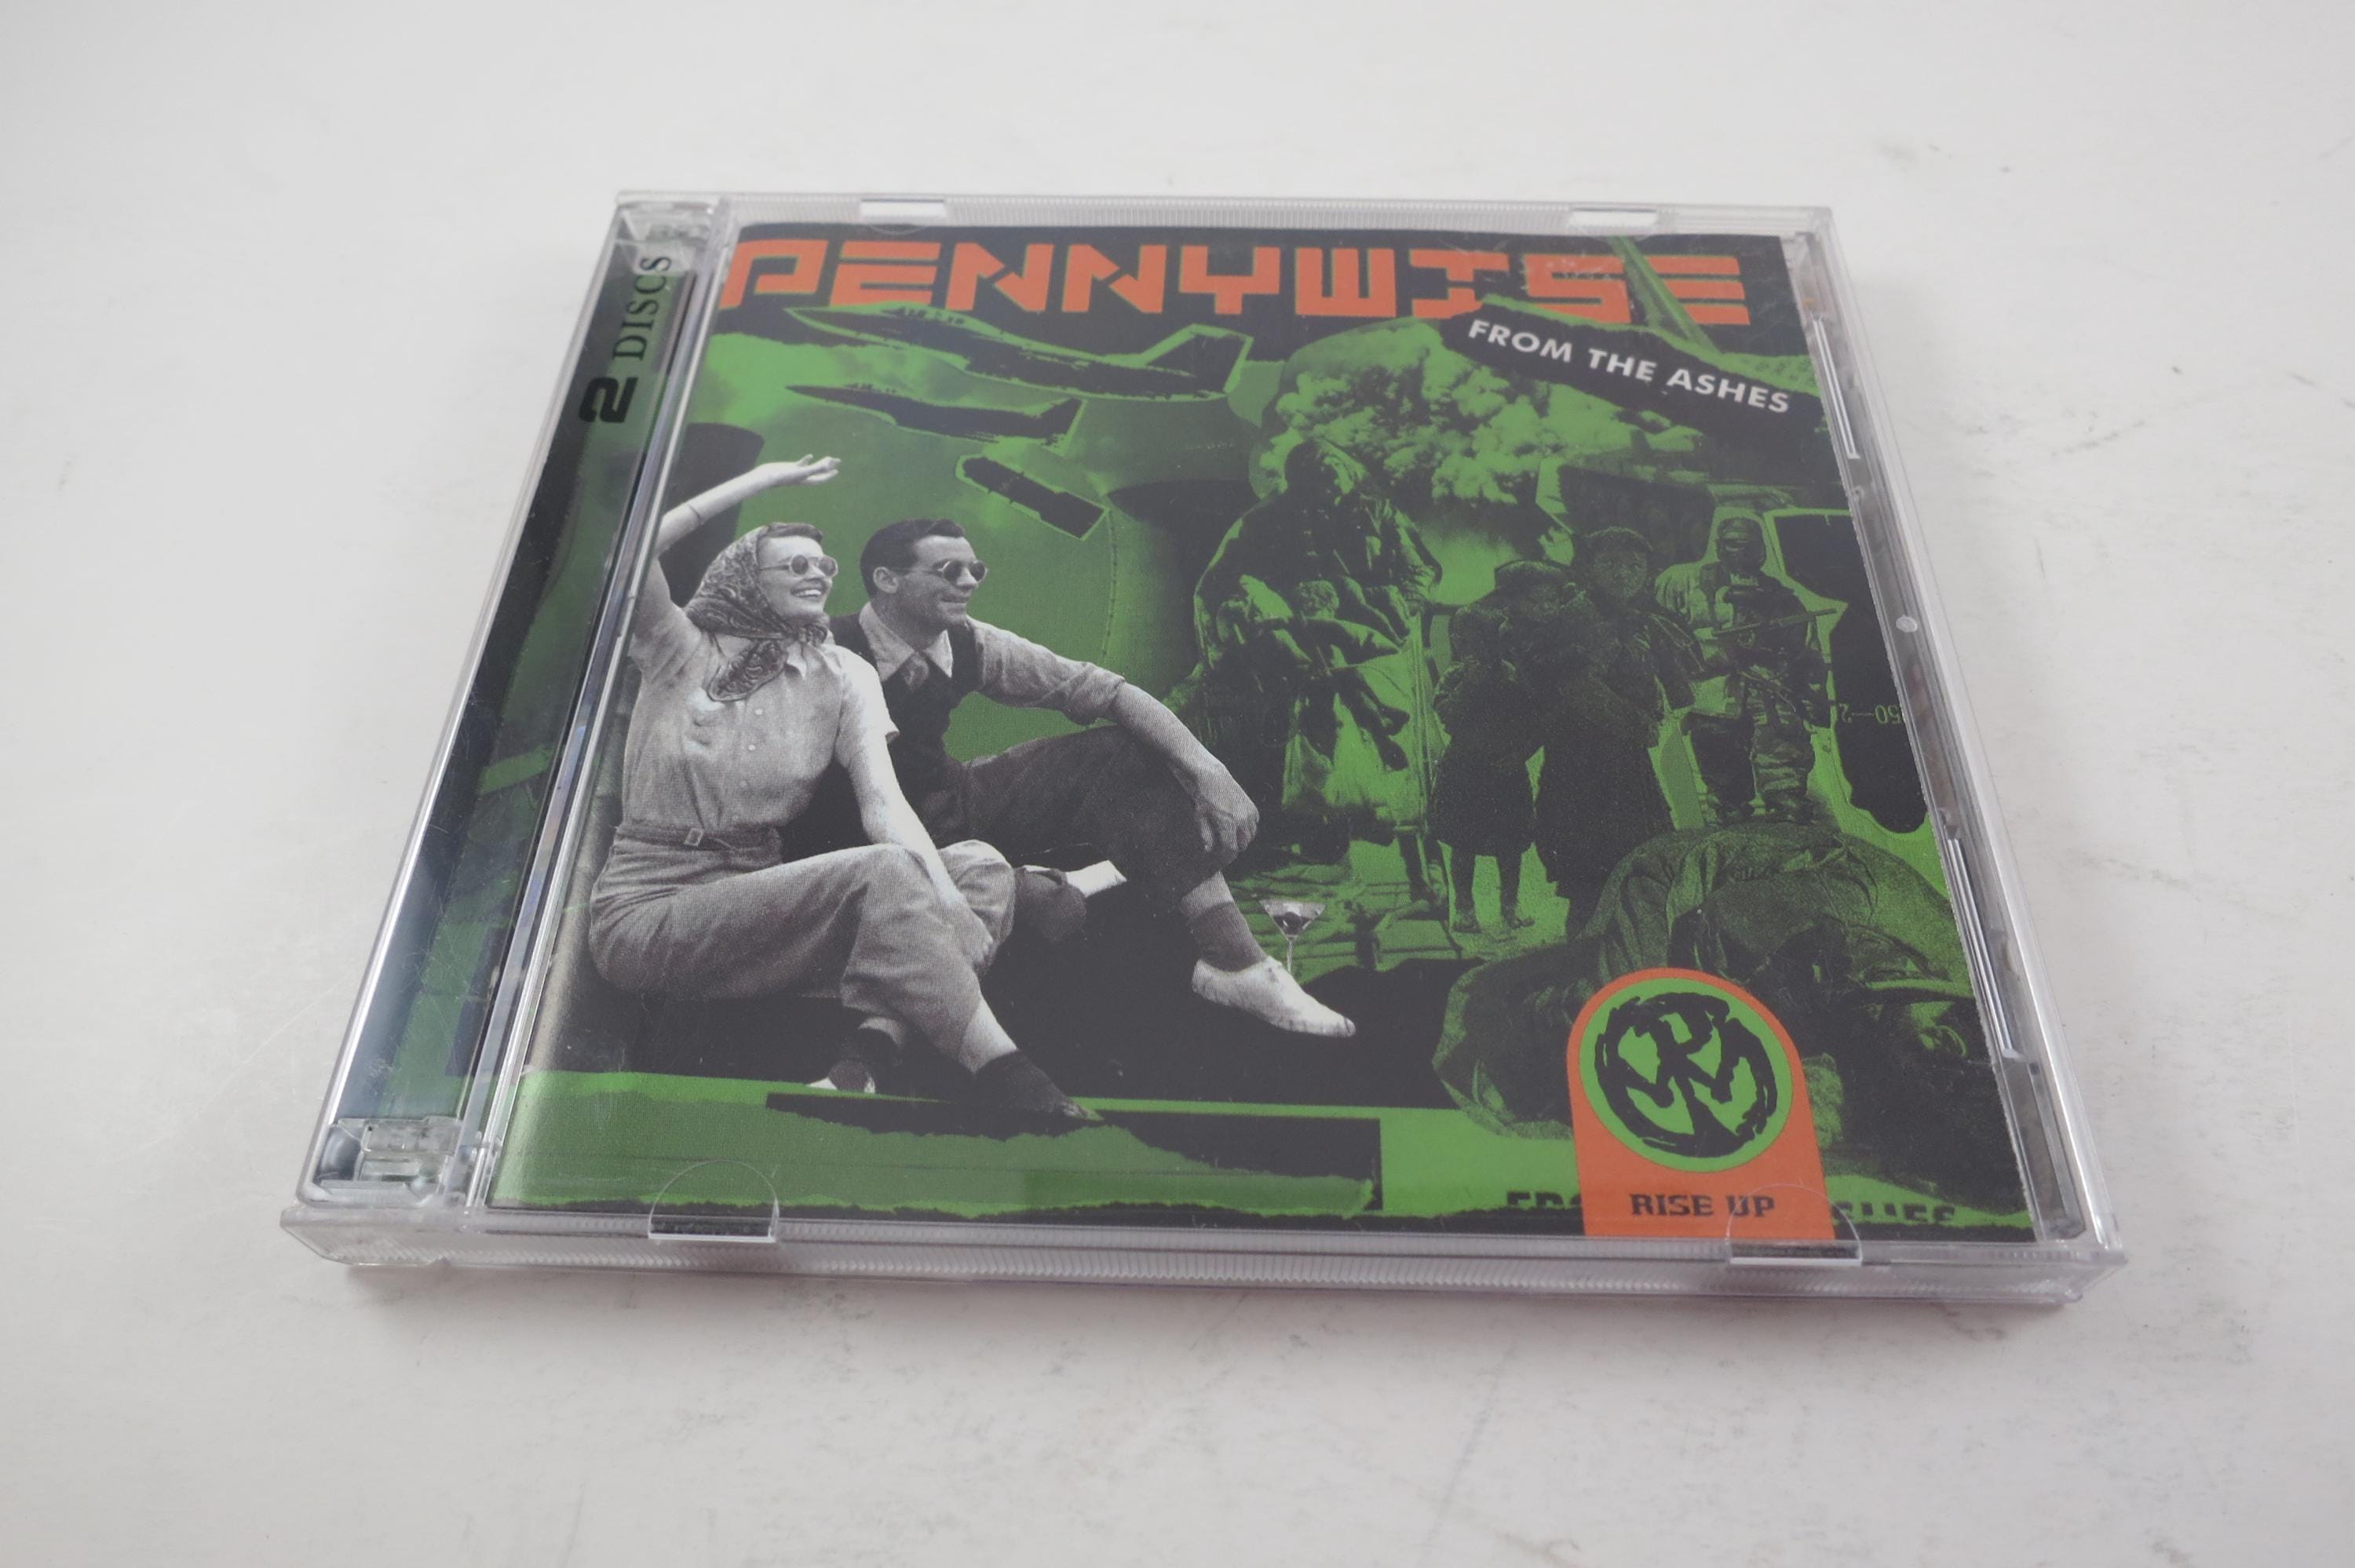 2 DISCS
PENNYWISE
FROM THE ASHES
RISE UP